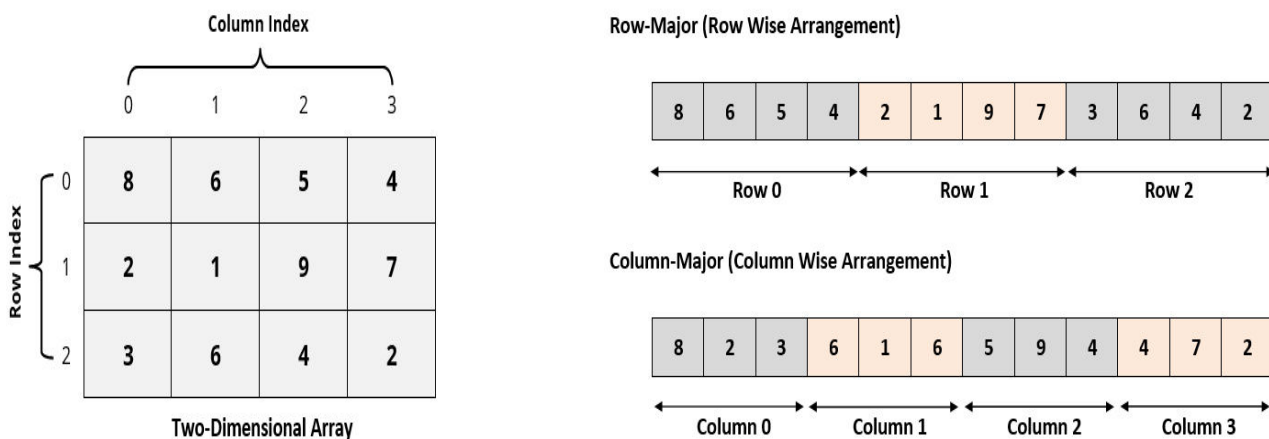 Column Index
0 1 2 3
Row Index
0 8 6 5 4
1 2 1 9 7
2 3 6 4 2
Two-Dimensional Array
Row-Major (Row Wise Arrangement)
8 6 5 4 2 1 9 7 3 6 4 2
Row 0 Row 1 Row 2
Column-Major (Column Wise Arrangement)
8 2 3 6 1 6 5 9 4 4 7 2
Column 0 Column 1 Column 2 Column 3